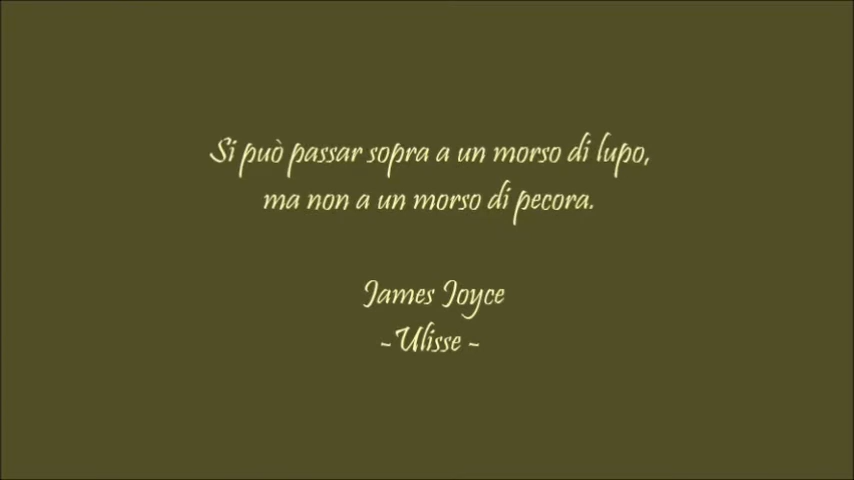 Si può passar sopra a un morso di lupo,
ma non a un morso di pecora.
James Joyce
~Ulisse ~